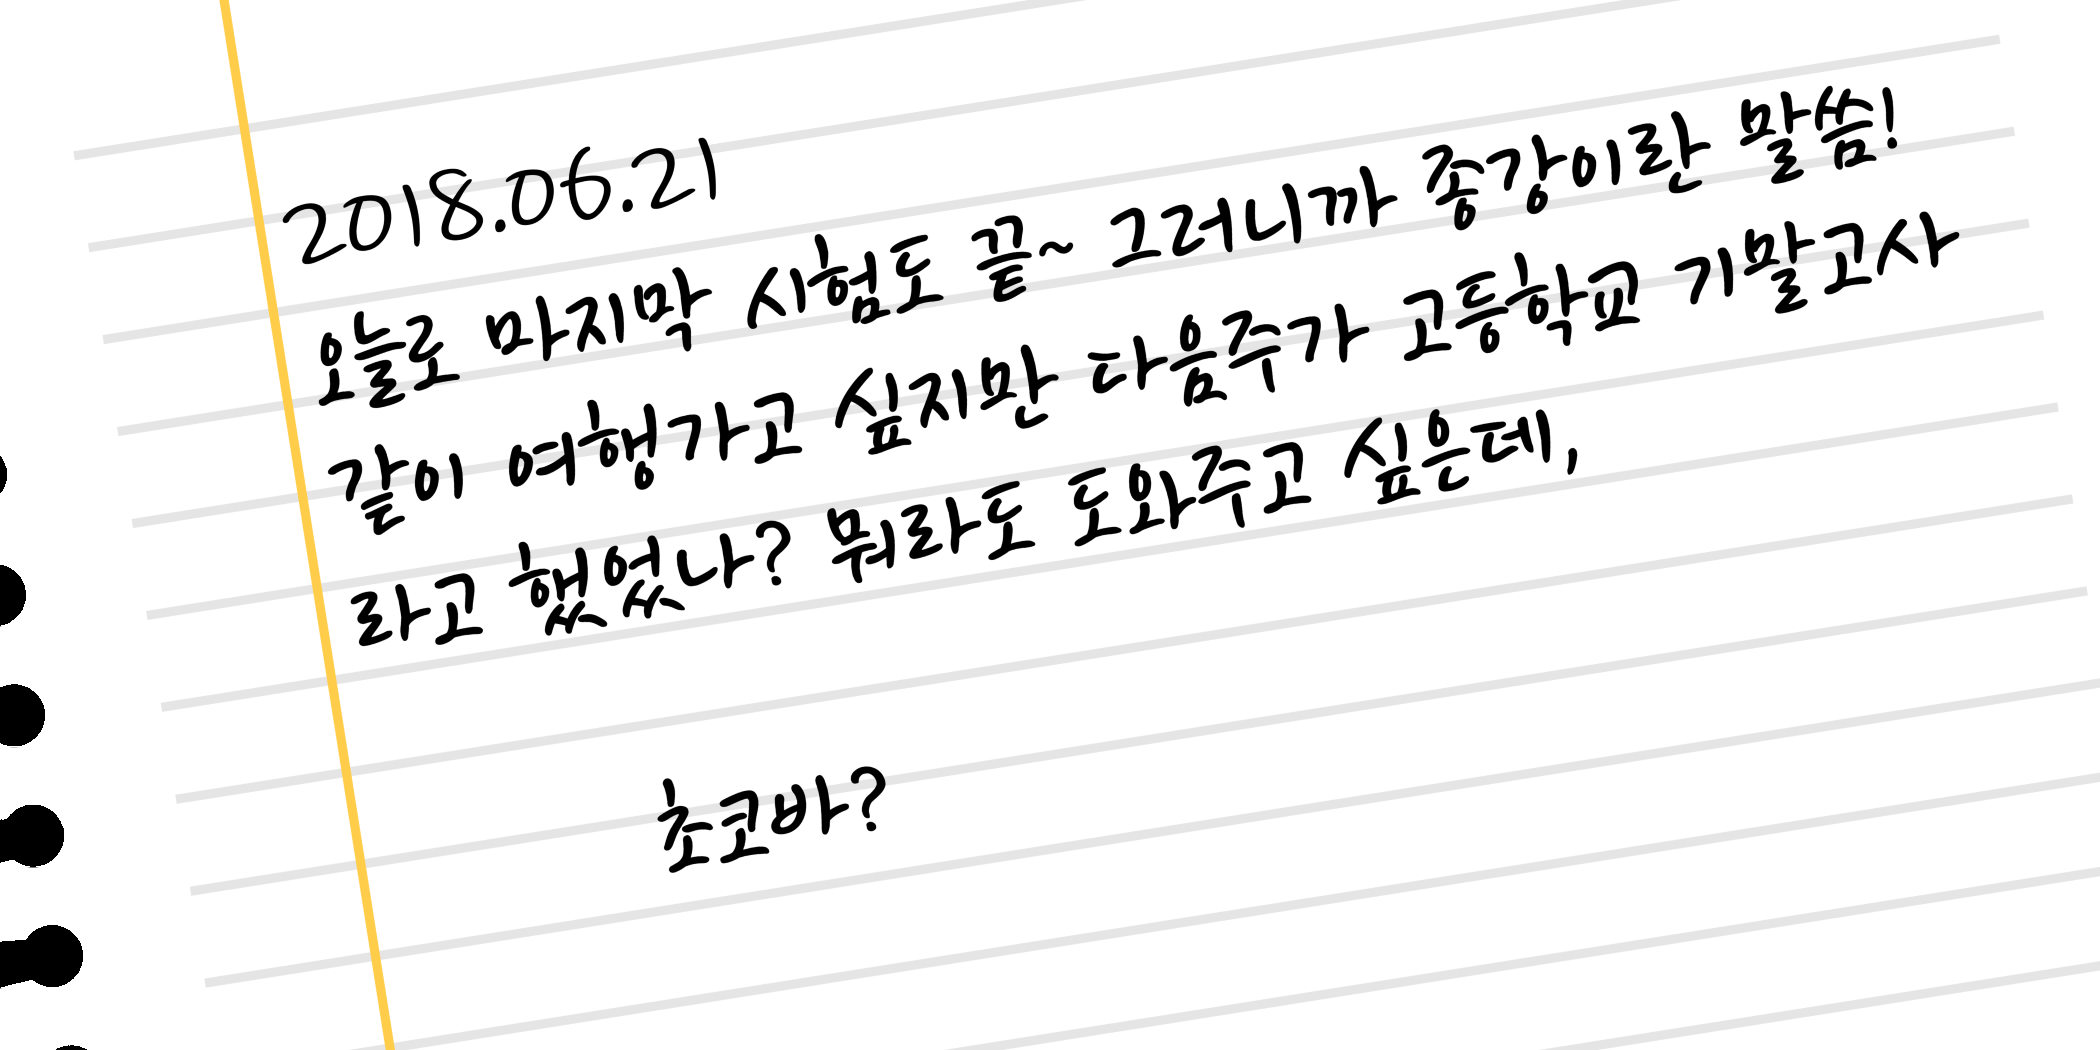 2018.06.21
오늘로 마지막 시험도 끝~ 그러니까 종강이란 말씀!
같이 여행가고 싶지만 다음주가 고등학교 기말고사
라고 했었나? 뭐라도 도와주고 싶은데,
초코바?